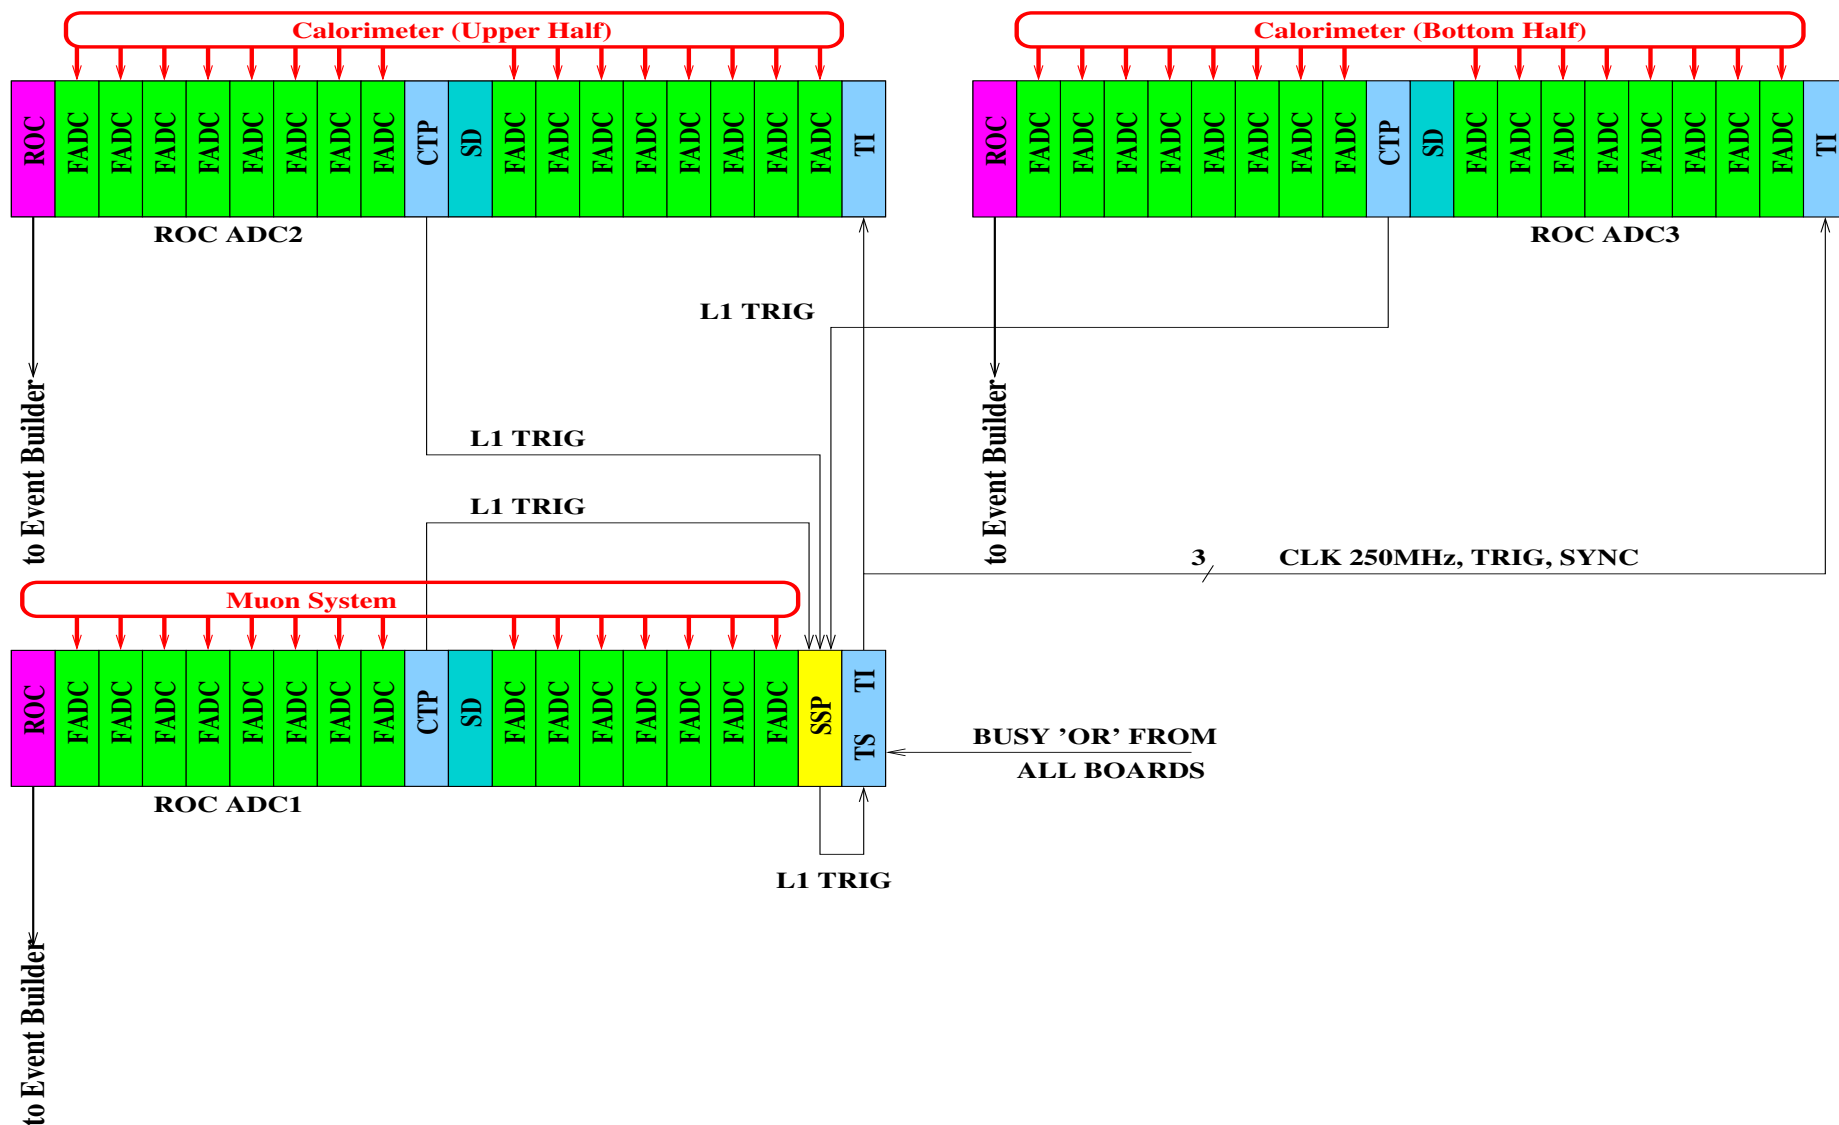 Calorimeter (Upper Half)
ROC
FADC
FADC
FADC
FADC
FADC
FADC
FADC
FADC
CTP
SD
FADC
FADC
FADC
FADC
FADC
FADC
FADC
FADC
TI
ROC ADC2
to Event Builder
Calorimeter (Bottom Half)
ROC
FADC
FADC
FADC
FADC
FADC
FADC
FADC
FADC
CTP
SD
FADC
FADC
FADC
FADC
FADC
FADC
FADC
FADC
TI
ROC ADC3
to Event Builder
L1 TRIG
L1 TRIG
L1 TRIG
3
CLK 250MHz, TRIG, SYNC
Muon System
ROC
FADC
FADC
FADC
FADC
FADC
FADC
FADC
FADC
CTP
SD
FADC
FADC
FADC
FADC
FADC
FADC
FADC
SSP
TS TI
ROC ADC1
to Event Builder
BUSY ’OR’ FROM
ALL BOARDS
L1 TRIG